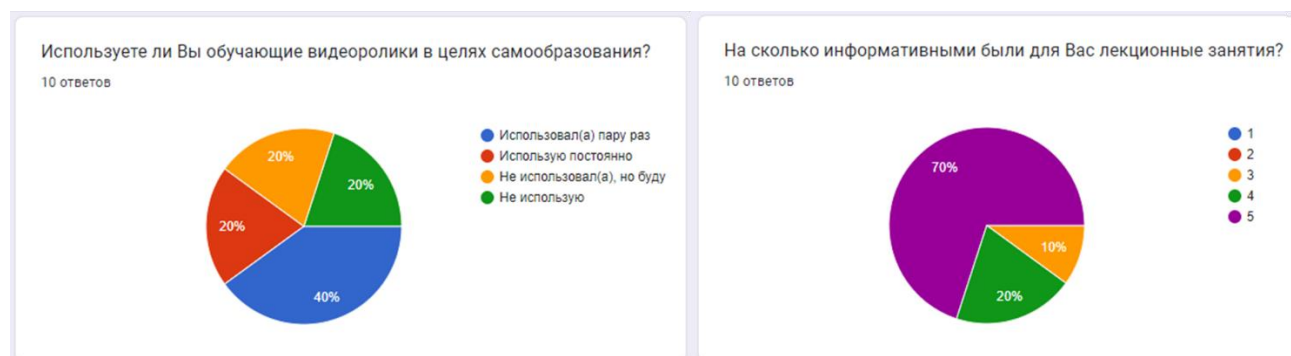 Используете ли Вы обучающие видеоролики в целях самообразования?
10 ответов
20%
20%
20%
40%
Использовал(а) пару раз
Использую постоянно
Не использовал(а), но буду
Не использую
На сколько информативными были для Вас лекционные занятия?
10 ответов
70%
10%
20%
1
2
3
4
5